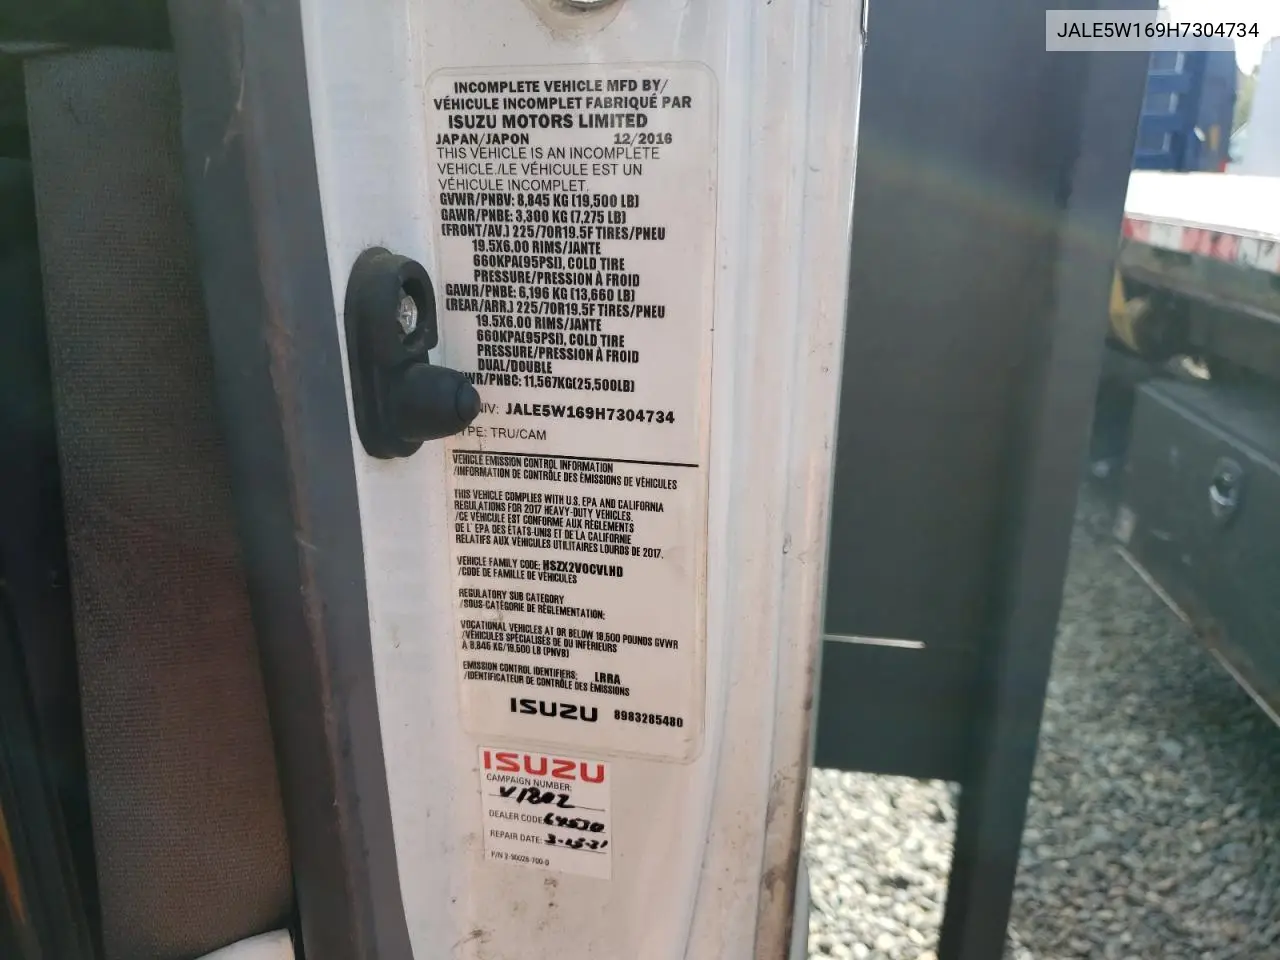 JALE5W169H7304734
INCOMPLETE VEHICLE MFD BY/
VÉHICULE INCOMPLET FABRIQUÉ PAR
ISUZU MOTORS LIMITED
JAPAN/JAPON 12/2016
THIS VEHICLE IS AN INCOMPLETE
VEHICLE./LE VÉHICULE EST UN
VÉHICULE INCOMPLET.
GVWR/PNBV: 8,845 KG (19,500 LB)
GAWR/PNBE: 3,300 KG (7,275 LB)
(FRONT/AV.) 225/70R19.5F TIRES/PNEU
19.5X6.00 RIMS/JANTE
660KPA(95PSI), COLD TIRE
PRESSURE/PRESSION À FROID
GAWR/PNBE: 6,196 KG (13,660 LB)
(REAR/ARR.) 225/70R19.5F TIRES/PNEU
19.5X6.00 RIMS/JANTE
660KPA(95PSI), COLD TIRE
PRESSURE/PRESSION À FROID
DUAL/DOUBLE
WR/PNBC: 11,567KG(25,500LB)
NIV: JALE5W169H7304734
YPE: TRU/CAM
VEHICLE EMISSION CONTROL INFORMATION
/INFORMATION DE CONTRÔLE DES ÉMISSIONS DE VÉHICULES
THIS VEHICLE COMPLIES WITH U.S. EPA AND CALIFORNIA
REGULATIONS FOR 2017 HEAVY-DUTY VEHICLES.
/CE VÉHICULE EST CONFORME AUX RÈGLEMENTS
DE L' EPA DES ÉTATS-UNIS ET DE LA CALIFORNIE
RELATIFS AUX VÉHICULES UTILITAIRES LOURDS DE 2017.
VEHICLE FAMILY CODE: HSZX2VOCVLHD
/CODE DE FAMILLE DE VÉHICULES
REGULATORY SUB CATEGORY
/SOUS-CATÉGORIE DE RÉGLEMENTATION:
VOCATIONAL VEHICLES AT OR BELOW 19,500 POUNDS GVWR
/VÉHICULES SPÉCIALISÉS DE OU INFÉRIEURS
À 8,845 KG/19,500 LB (PNVB)
EMISSION CONTROL IDENTIFIERS: LRRA
/IDENTIFICATEUR DE CONTRÔLE DES ÉMISSIONS
ISUZU 8983285480
ISUZU
CAMPAIGN NUMBER:
V1802
DEALER CODE
REPAIR DATE: 3-15-21
P/N 2-90026-700-0